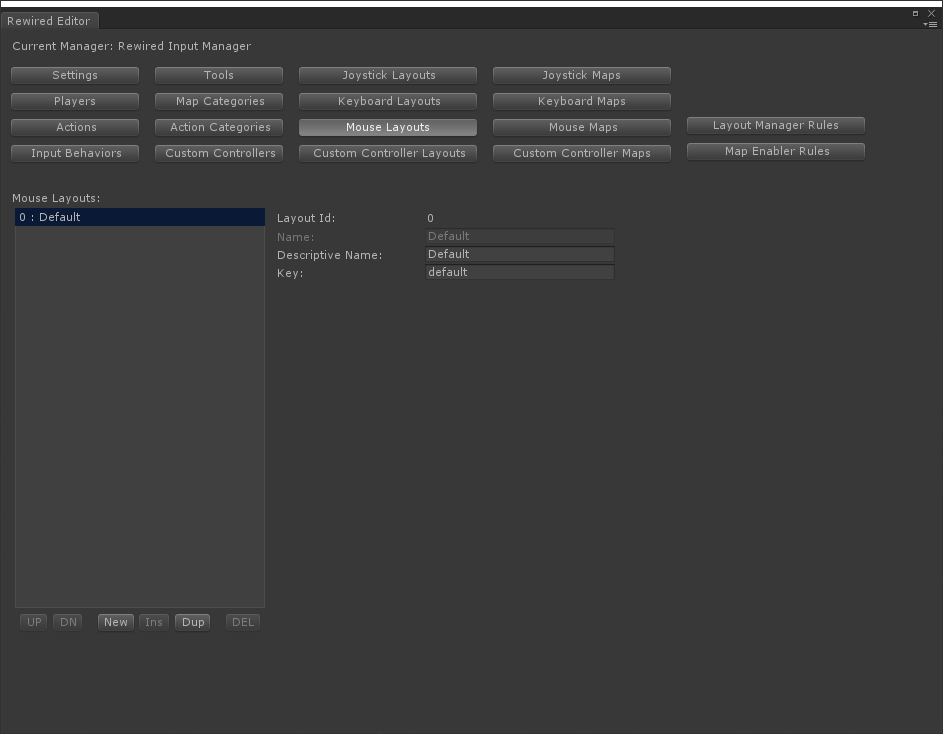 Rewired Editor
Current Manager: Rewired Input Manager
Settings Tools Joystick Layouts Joystick Maps
Players Map Categories Keyboard Layouts Keyboard Maps
Actions Action Categories Mouse Layouts Mouse Maps Layout Manager Rules
Input Behaviors Custom Controllers Custom Controller Layouts Custom Controller Maps Map Enabler Rules
Mouse Layouts:
0 : Default
Layout Id: 0
Name: Default
Descriptive Name: Default
Key: default
UP DN New Ins Dup DEL